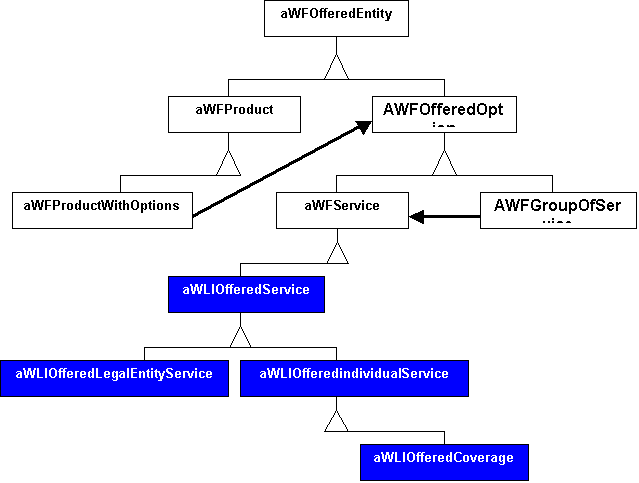 aWFOfferedEntity
aWFProduct
AWFOfferedOpt
aWFProductWithOptions
aWFService
AWFGroupOfSer
aWLIOfferedService
aWLIOfferedLegalEntityService
aWLIOfferedindividualService
aWLIOfferedCoverage